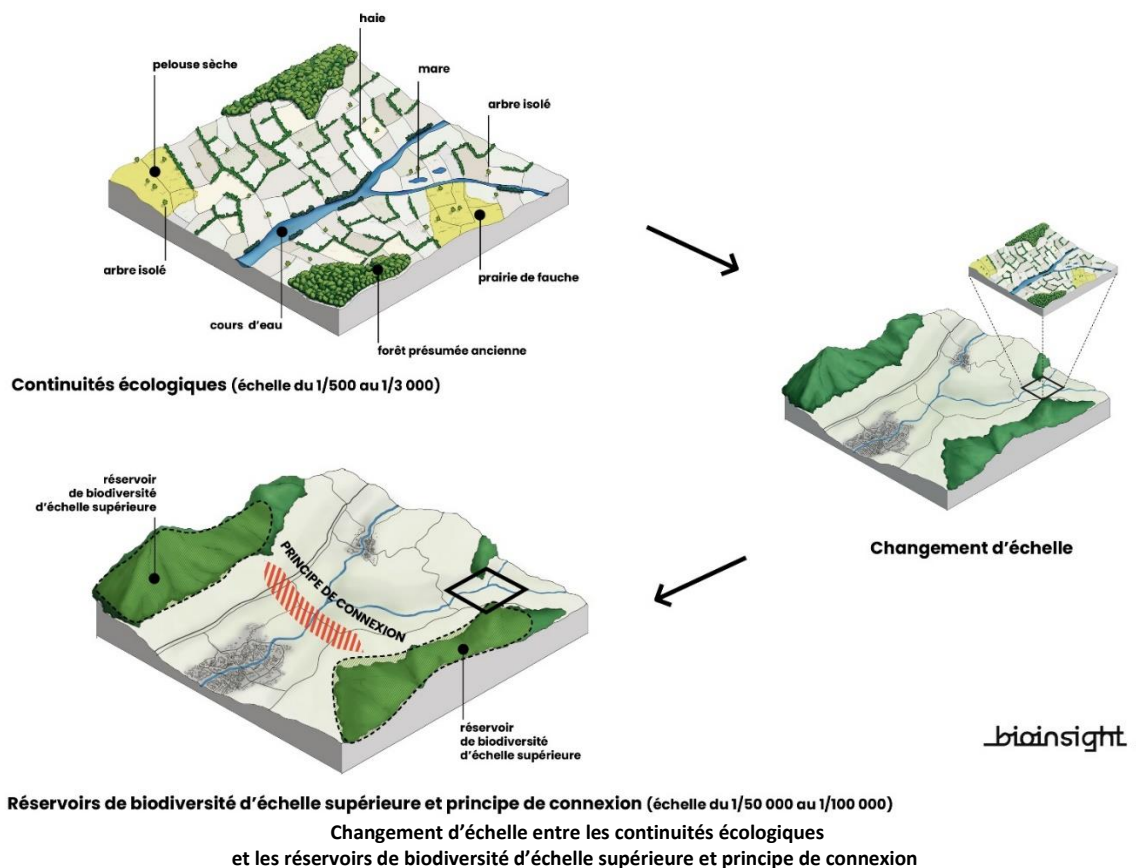 haie
pelouse sèche
mare
arbre isolé
arbre isolé
prairie de fauche
cours d'eau
forêt présumée ancienne
Continuités écologiques (échelle du 1/500 au 1/3 000)
Changement d'échelle
réservoir
de biodiversité
d'échelle supérieure
PRINCIPE DE CONNEXION
réservoir
de biodiversité
d'échelle supérieure
bioinsight
Réservoirs de biodiversité d'échelle supérieure et principe de connexion (échelle du 1/50 000 au 1/100 000)
Changement d'échelle entre les continuités écologiques
et les réservoirs de biodiversité d'échelle supérieure et principe de connexion